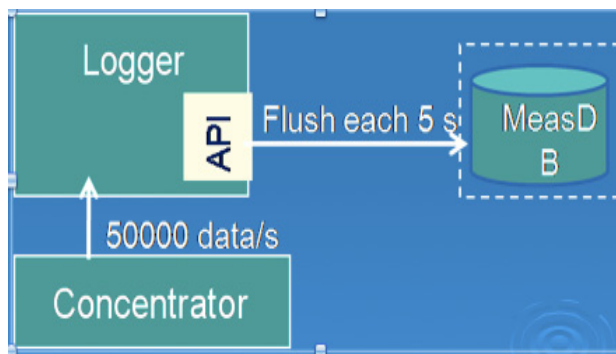 Logger
API
Flush each 5 s
MeasD
B
50000 data/s
Concentrator